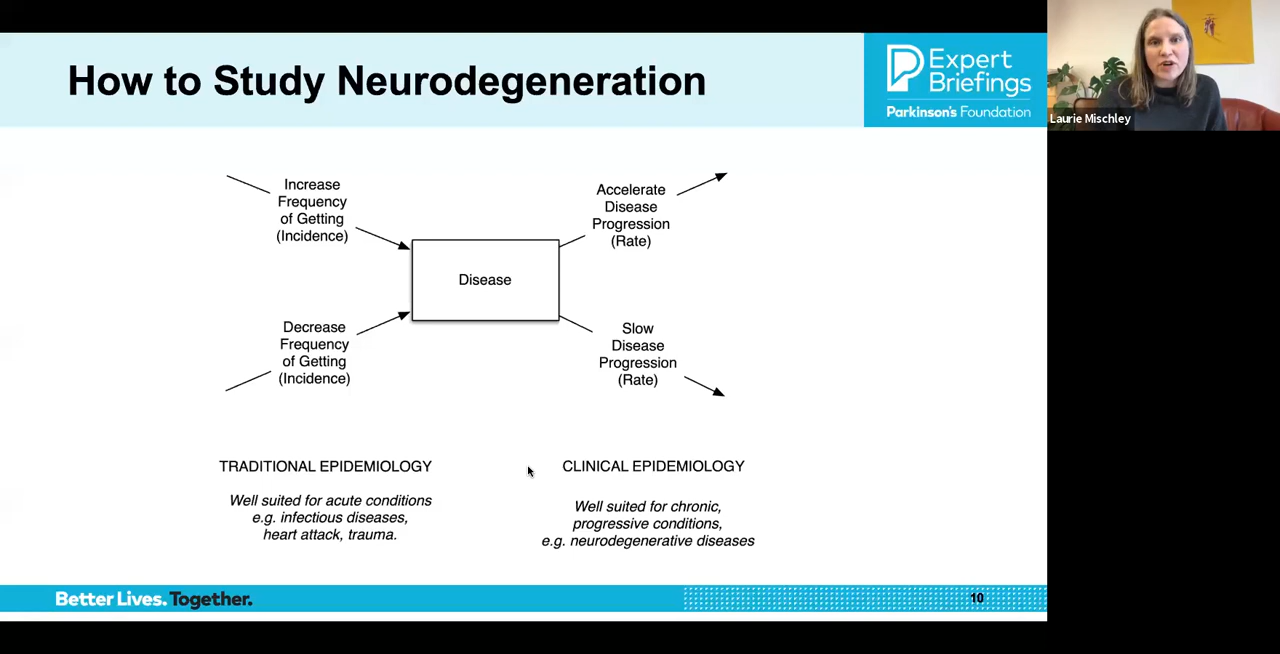 How to Study Neurodegeneration
Expert
Briefings
Parkinson's Foundation
Laurie Mischley
Increase
Frequency
of Getting
(Incidence)
Accelerate
Disease
Progression
(Rate)
Disease
Decrease
Frequency
of Getting
(Incidence)
Slow
Disease
Progression
(Rate)
TRADITIONAL EPIDEMIOLOGY
Well suited for acute conditions
e.g. infectious diseases,
heart attack, trauma.
CLINICAL EPIDEMIOLOGY
Well suited for chronic,
progressive conditions,
e.g. neurodegenerative diseases
Better Lives. Together.
10